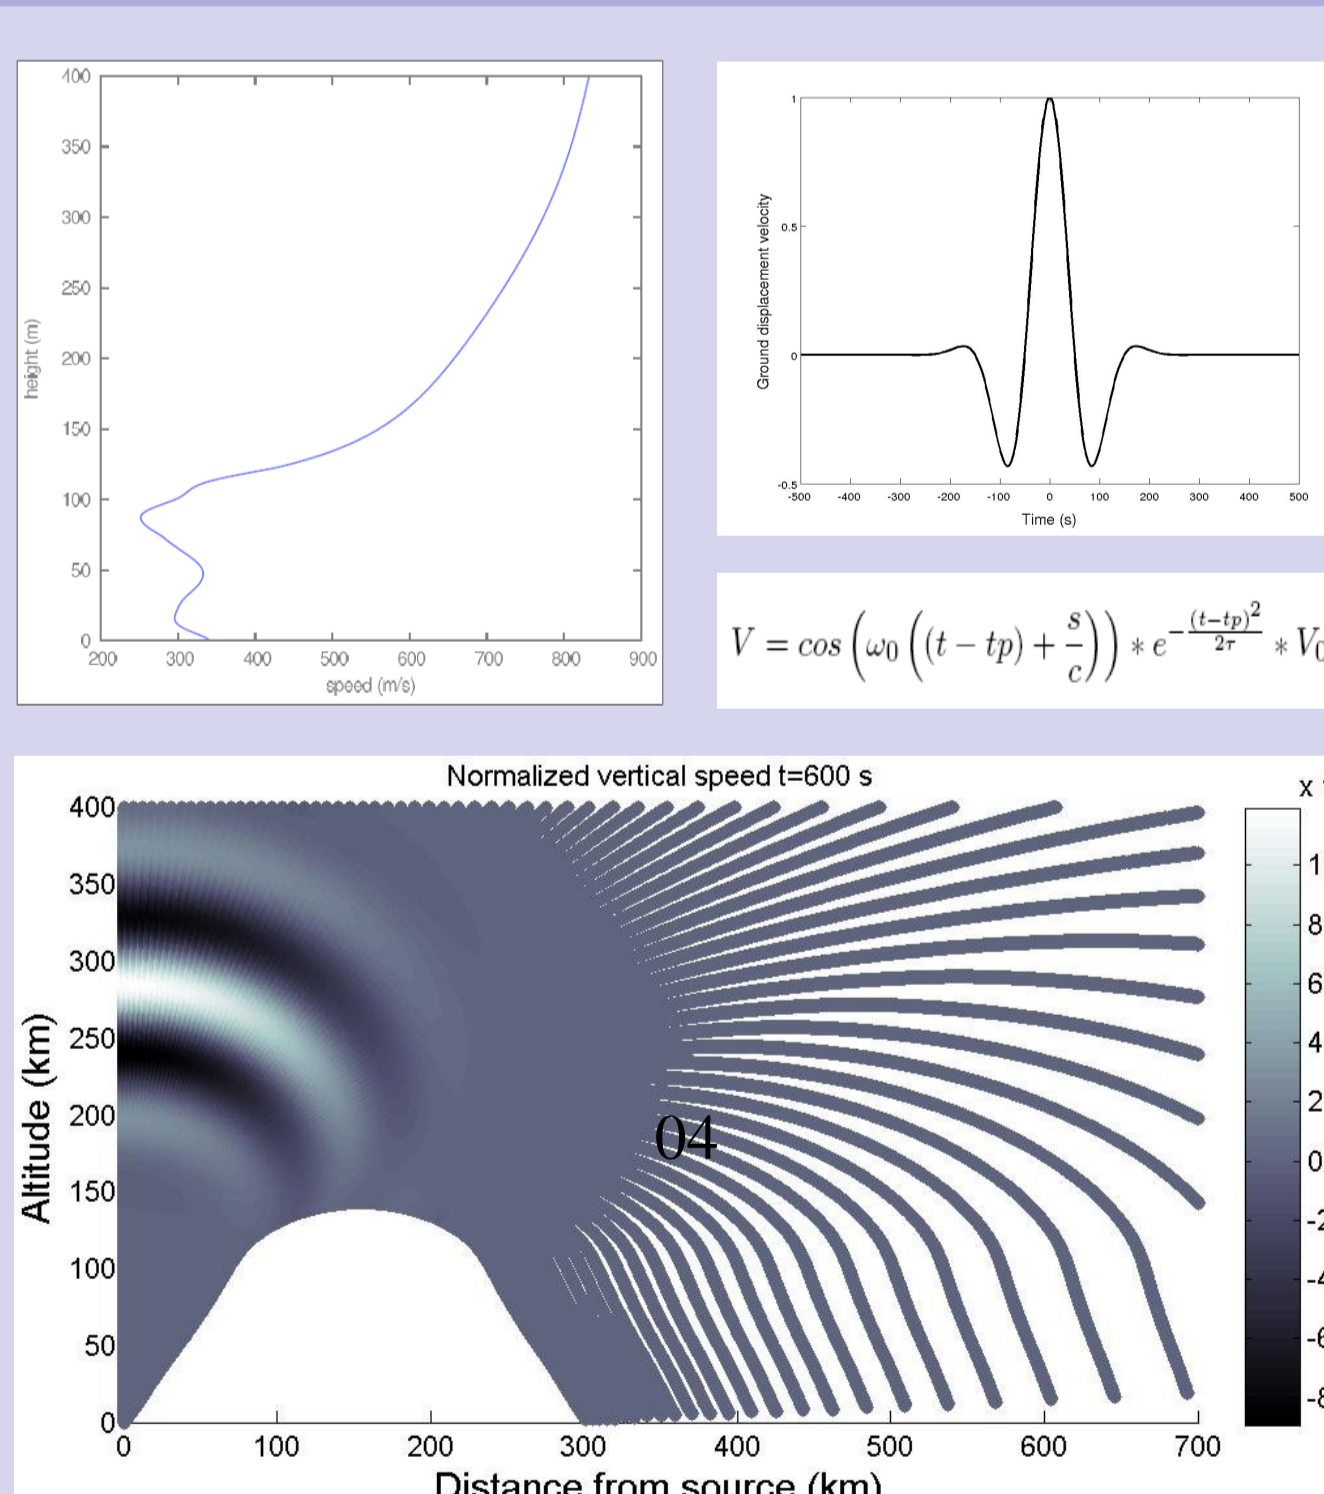 400
350
300
250
200
150
100
50
0
height (m)
200 300 400 500 600 700 800 900
speed (m/s)
1
0.5
0
-0.5
Ground displacement velocity
-500 -400 -300 -200 -100 0 100 200 300 400 500
Time (s)
V = cos (ω₀ ((t − tp) + s/c)) * e^(−(t−tp)²/2τ) * V₀
Normalized vertical speed t=600 s
x
400
350
300
250
200
150
100
50
0
Altitude (km)
04
0 100 200 300 400 500 600 700
Distance from source (km)
1
8
6
4
2
0
-2
-4
-6
-8